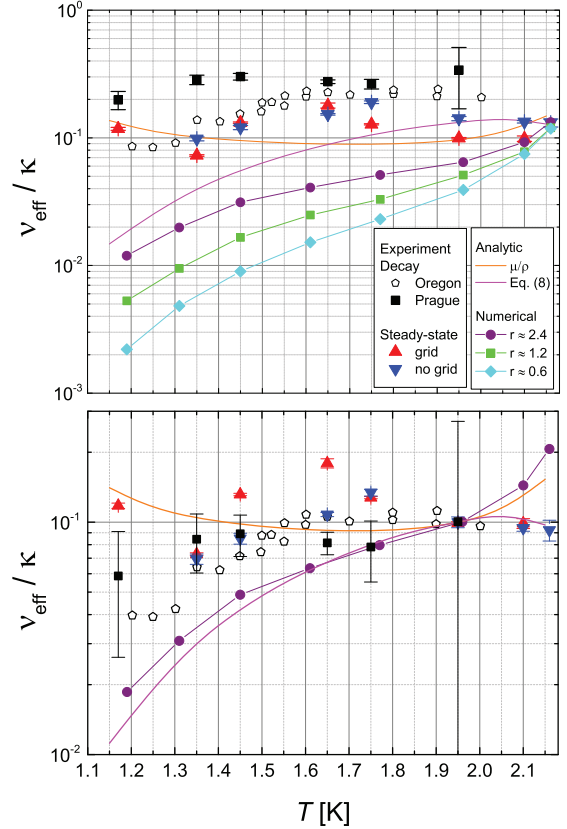 10⁰
10⁻¹
10⁻²
10⁻³
ν_eff / κ
Experiment
Decay
Oregon
Prague
Steady-state
grid
no grid
Analytic
μ/ρ
Eq. (8)
Numerical
r ≈ 2.4
r ≈ 1.2
r ≈ 0.6
10⁻¹
10⁻²
ν_eff / κ
1.1 1.2 1.3 1.4 1.5 1.6 1.7 1.8 1.9 2.0 2.1
T [K]